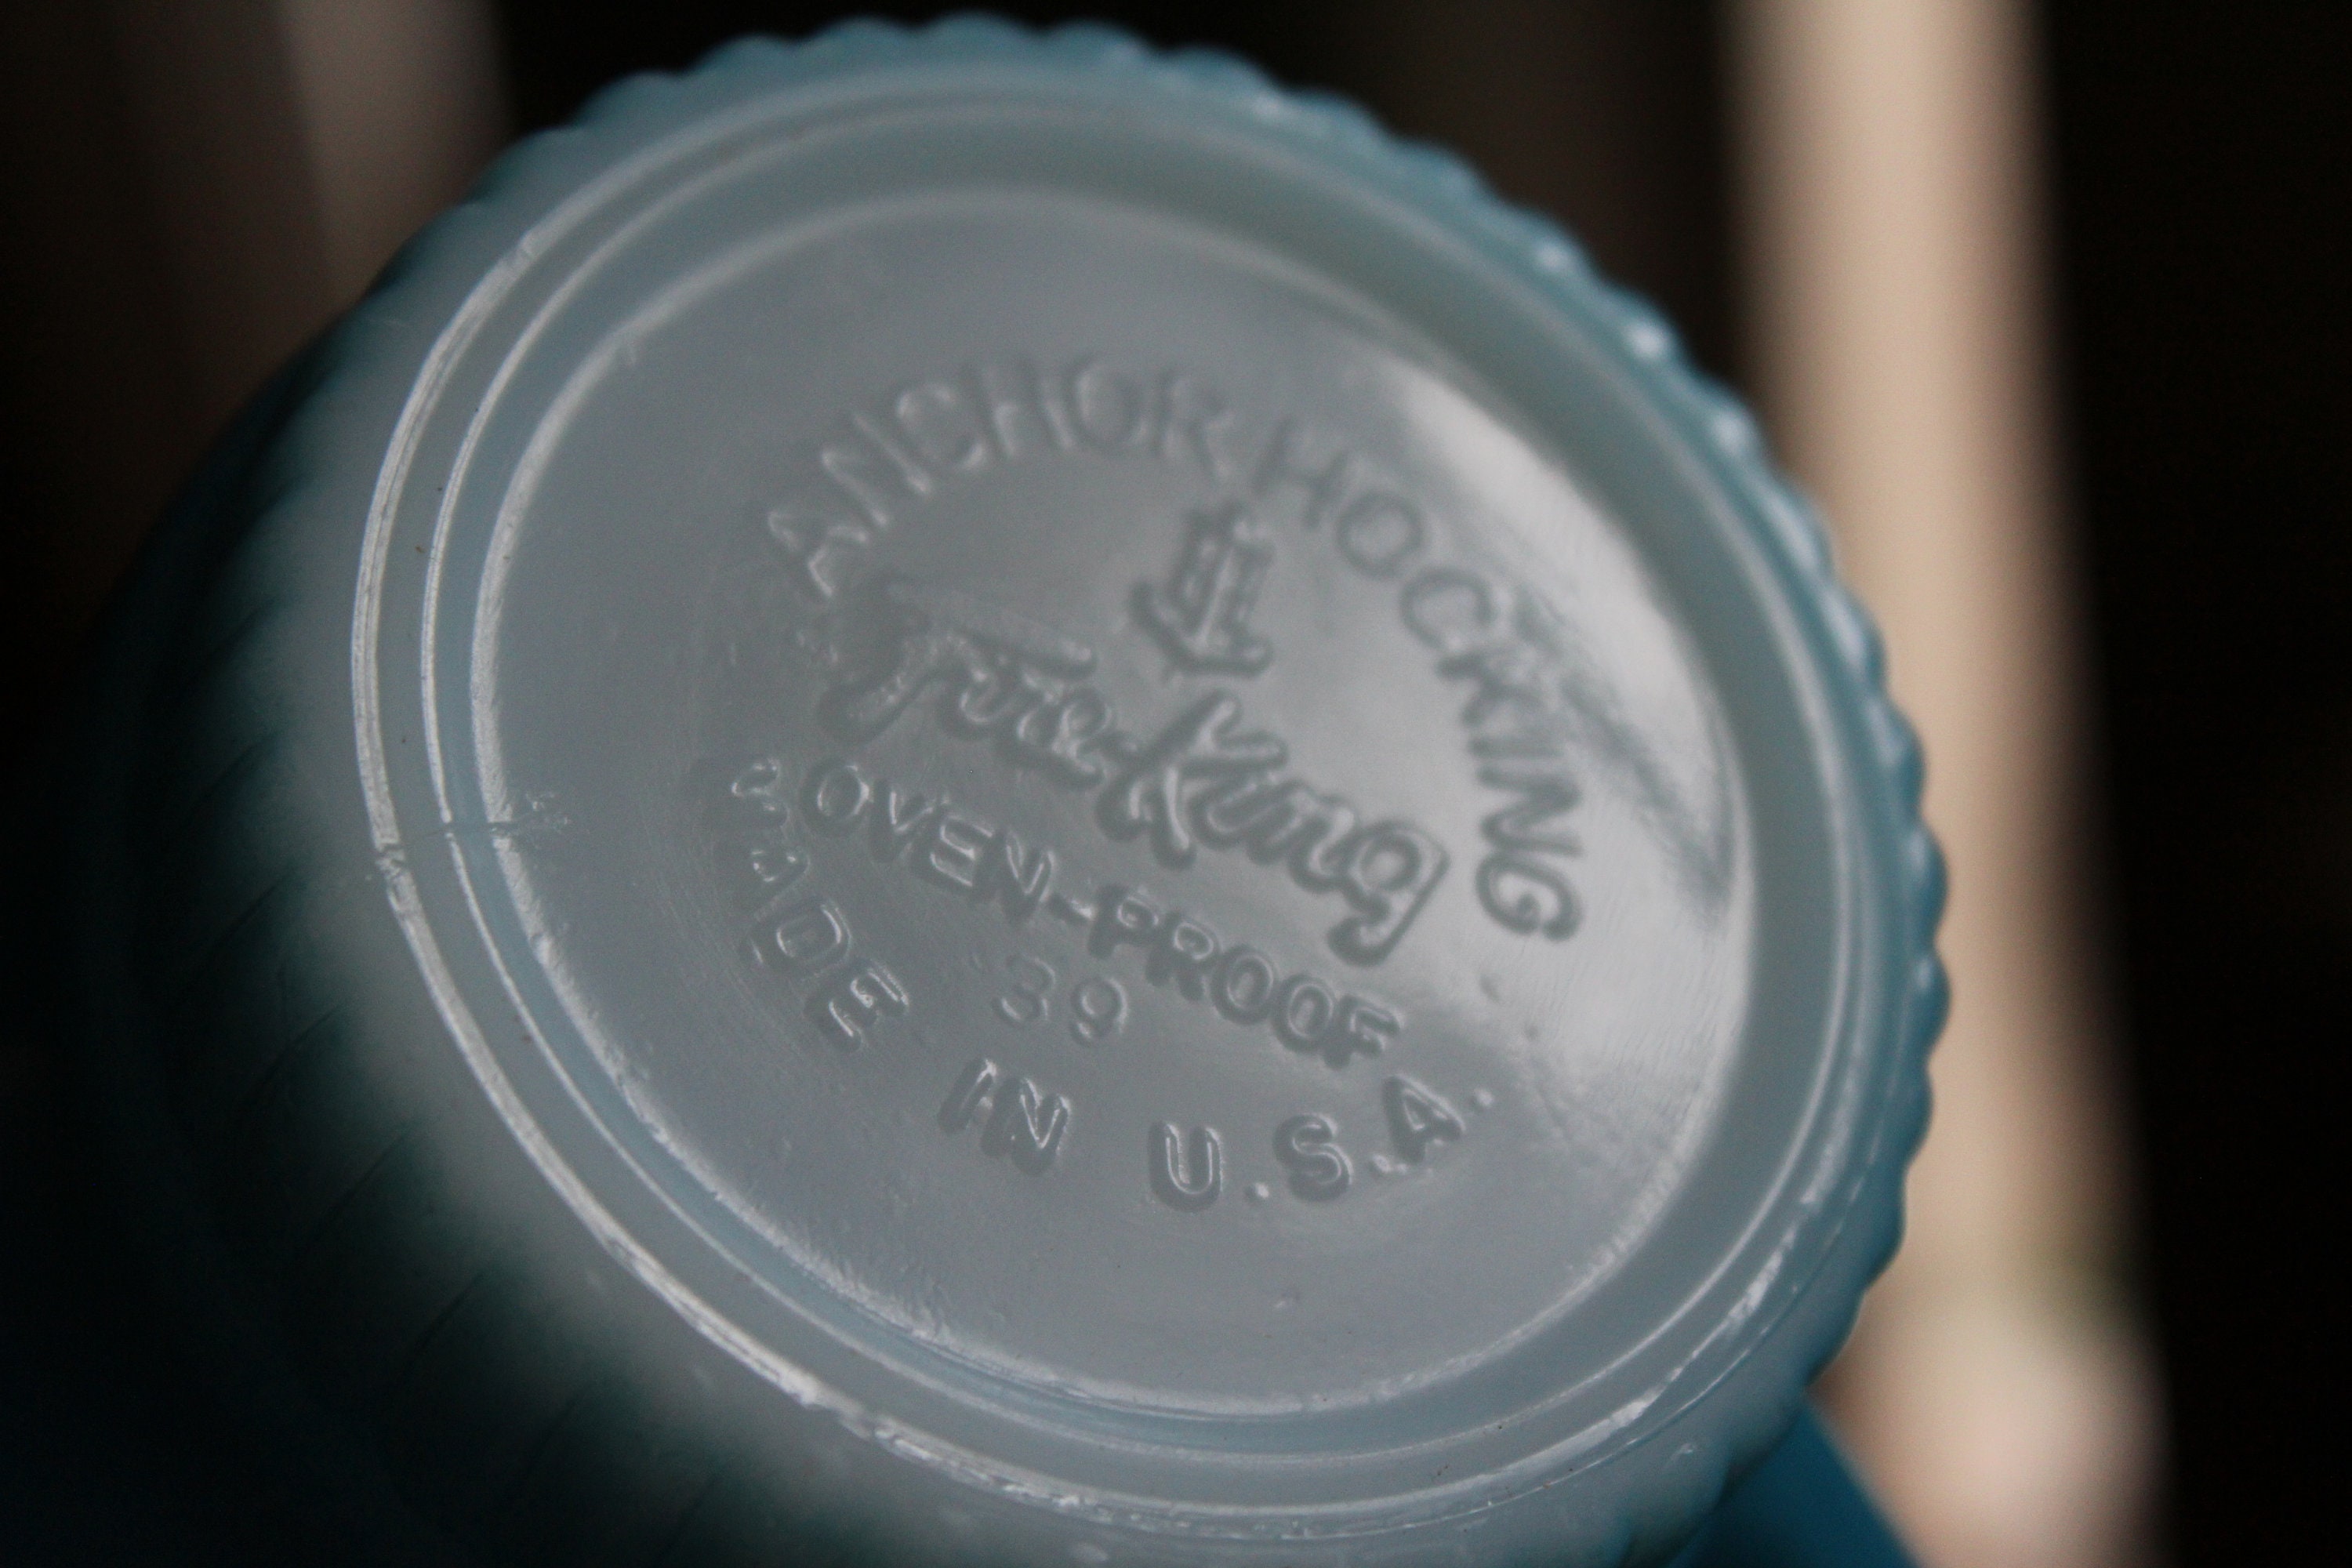 ANCHOR HOCKING
Fire-King
OVEN-PROOF
39
MADE IN U.S.A.